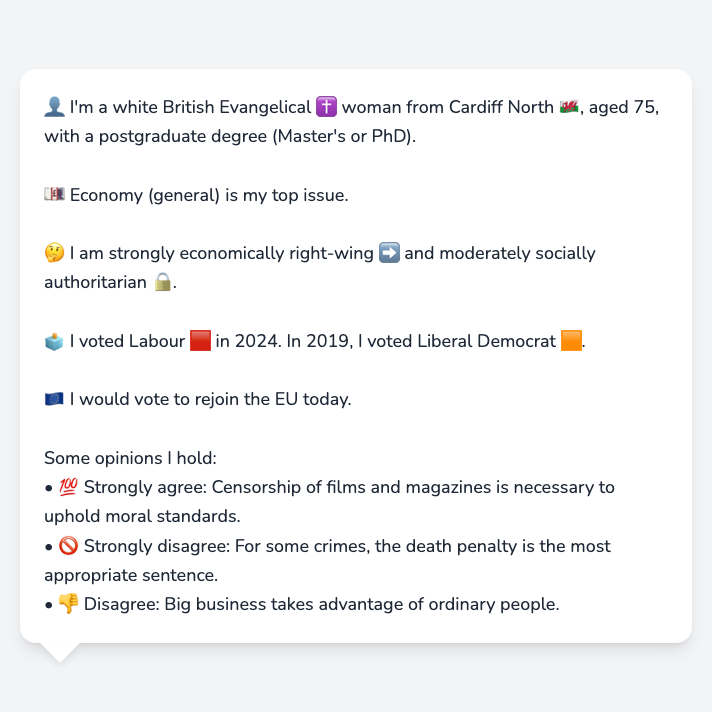 👤 I'm a white British Evangelical ✝️ woman from Cardiff North 🏴󠁧󠁢󠁷󠁬󠁳󠁿, aged 75,
with a postgraduate degree (Master's or PhD).
💷 Economy (general) is my top issue.
🤔 I am strongly economically right-wing ➡️ and moderately socially
authoritarian 🔒.
🗳️ I voted Labour 🟥 in 2024. In 2019, I voted Liberal Democrat 🟧.
🇪🇺 I would vote to rejoin the EU today.
Some opinions I hold:
• 💯 Strongly agree: Censorship of films and magazines is necessary to
uphold moral standards.
• 🚫 Strongly disagree: For some crimes, the death penalty is the most
appropriate sentence.
• 👎 Disagree: Big business takes advantage of ordinary people.